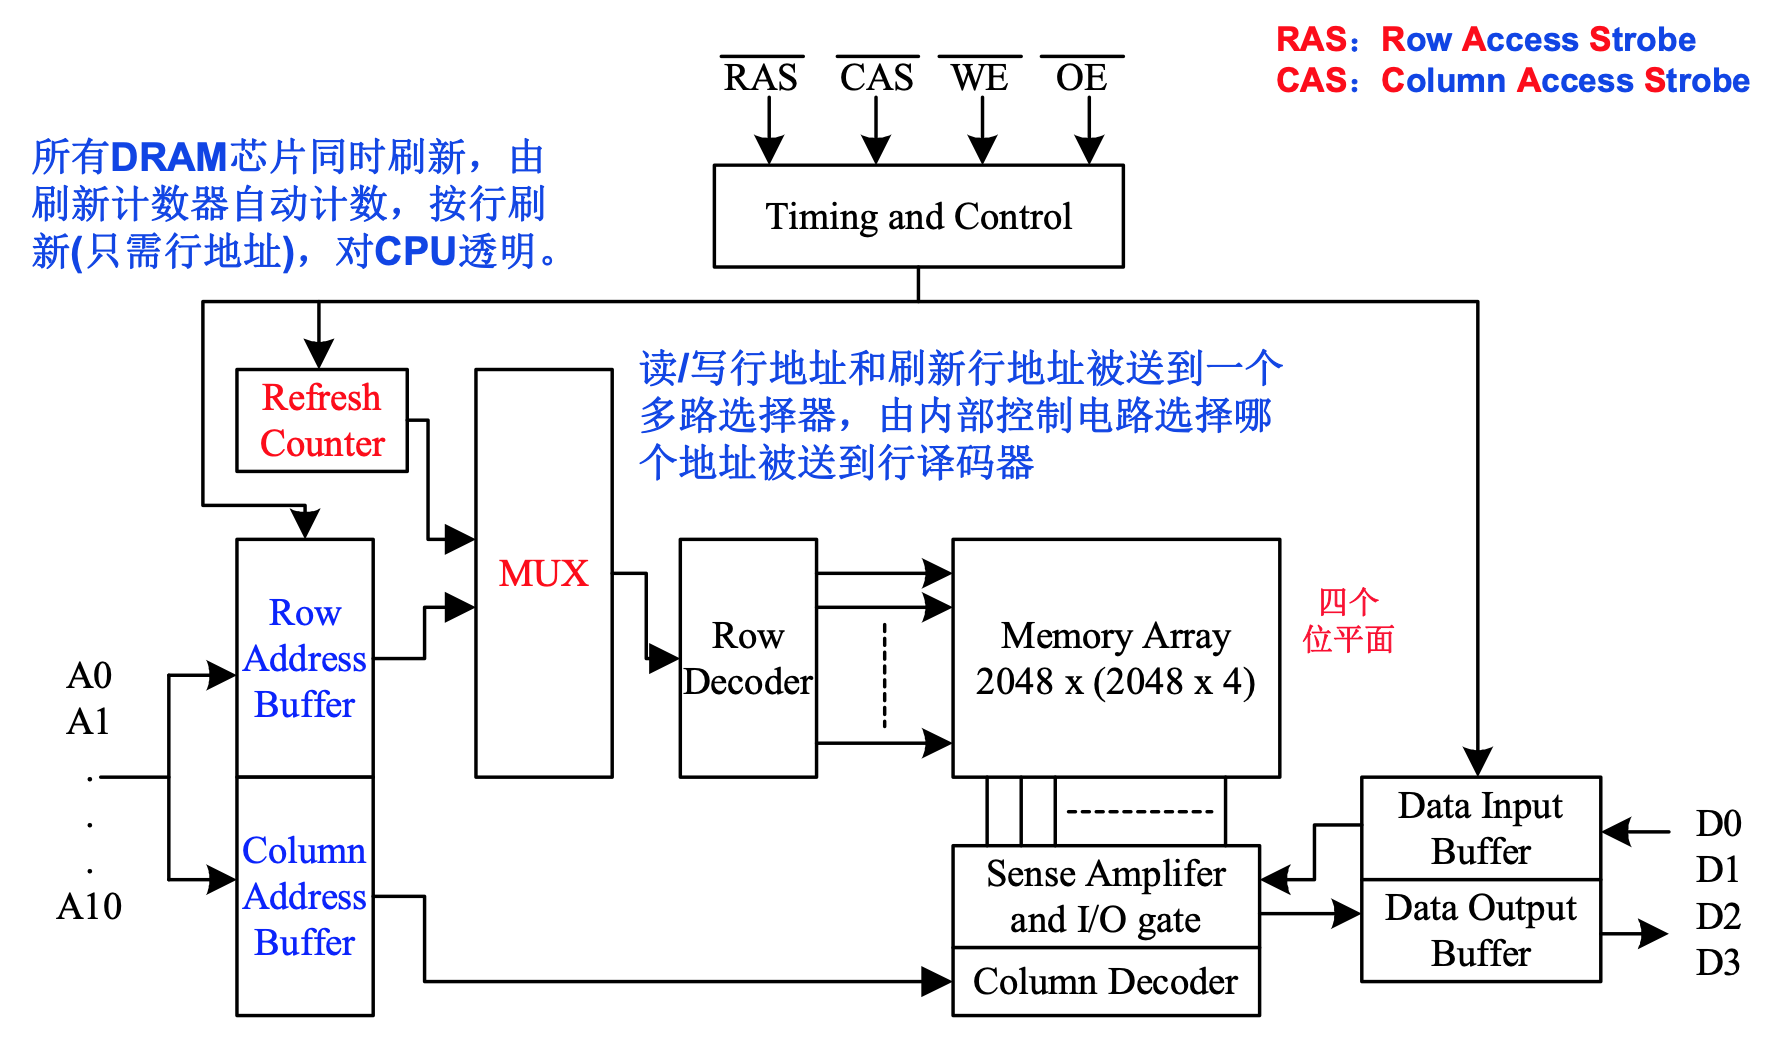 RAS：Row Access Strobe
CAS：Column Access Strobe
RAS CAS WE OE
所有DRAM芯片同时刷新，由
刷新计数器自动计数，按行刷
新(只需行地址)，对CPU透明。
Timing and Control
Refresh
Counter
读/写行地址和刷新行地址被送到一个
多路选择器，由内部控制电路选择哪
个地址被送到行译码器
MUX
Row
Address
Buffer
Row
Decoder
Memory Array
2048 x (2048 x 4)
四个
位平面
A0
A1
.
.
.
A10
Column
Address
Buffer
Sense Amplifer
and I/O gate
Column Decoder
Data Input
Buffer
Data Output
Buffer
D0
D1
D2
D3